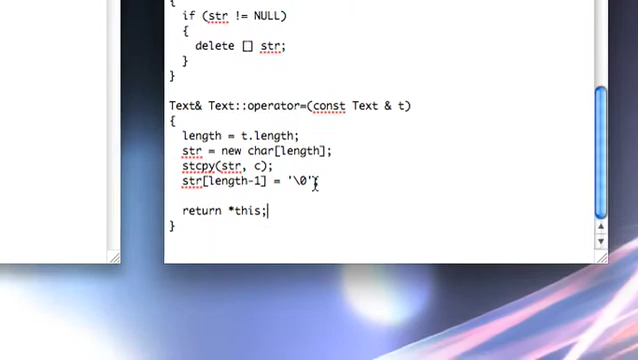 {
if (str != NULL)
{
delete [] str;
}
}
Text& Text::operator=(const Text & t)
{
length = t.length;
str = new char[length];
stcpy(str, c);
str[length-1] = '\0'
return *this;
}